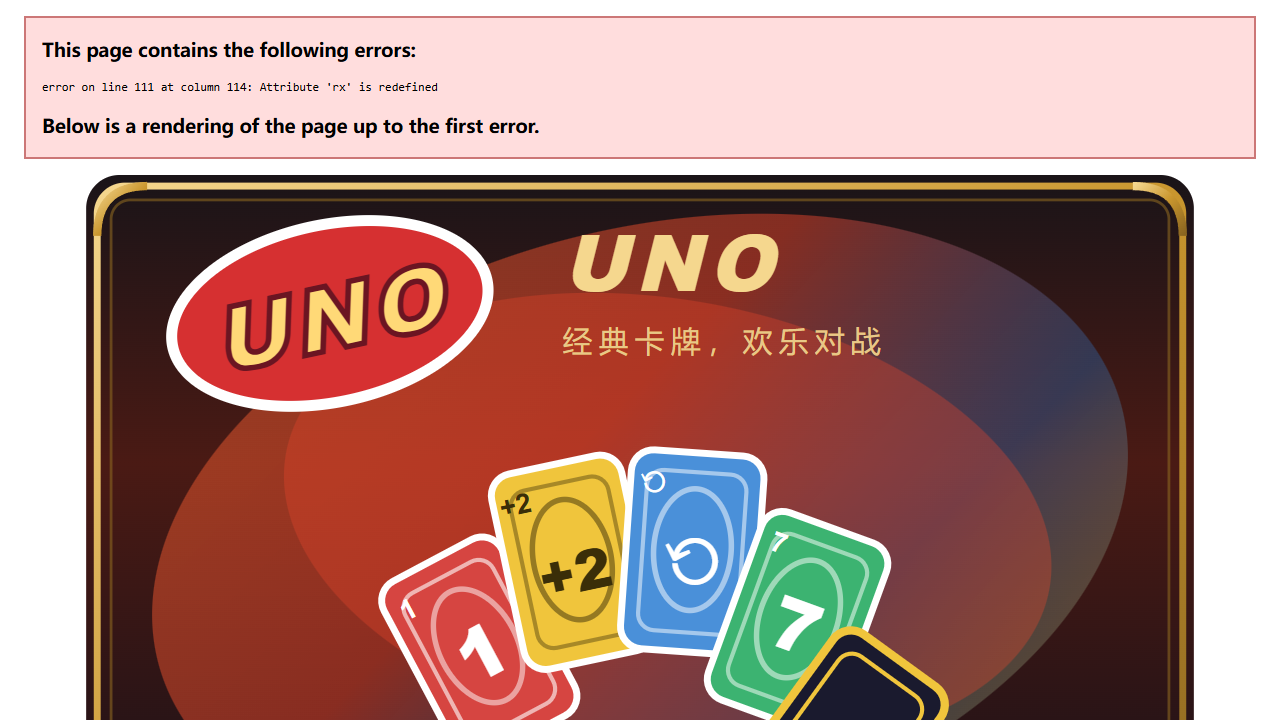 This page contains the following errors:
error on line 111 at column 114: Attribute 'rx' is redefined
Below is a rendering of the page up to the first error.
UNO
UNO
经典卡牌，欢乐对战
+2
+2
7
7
1
1